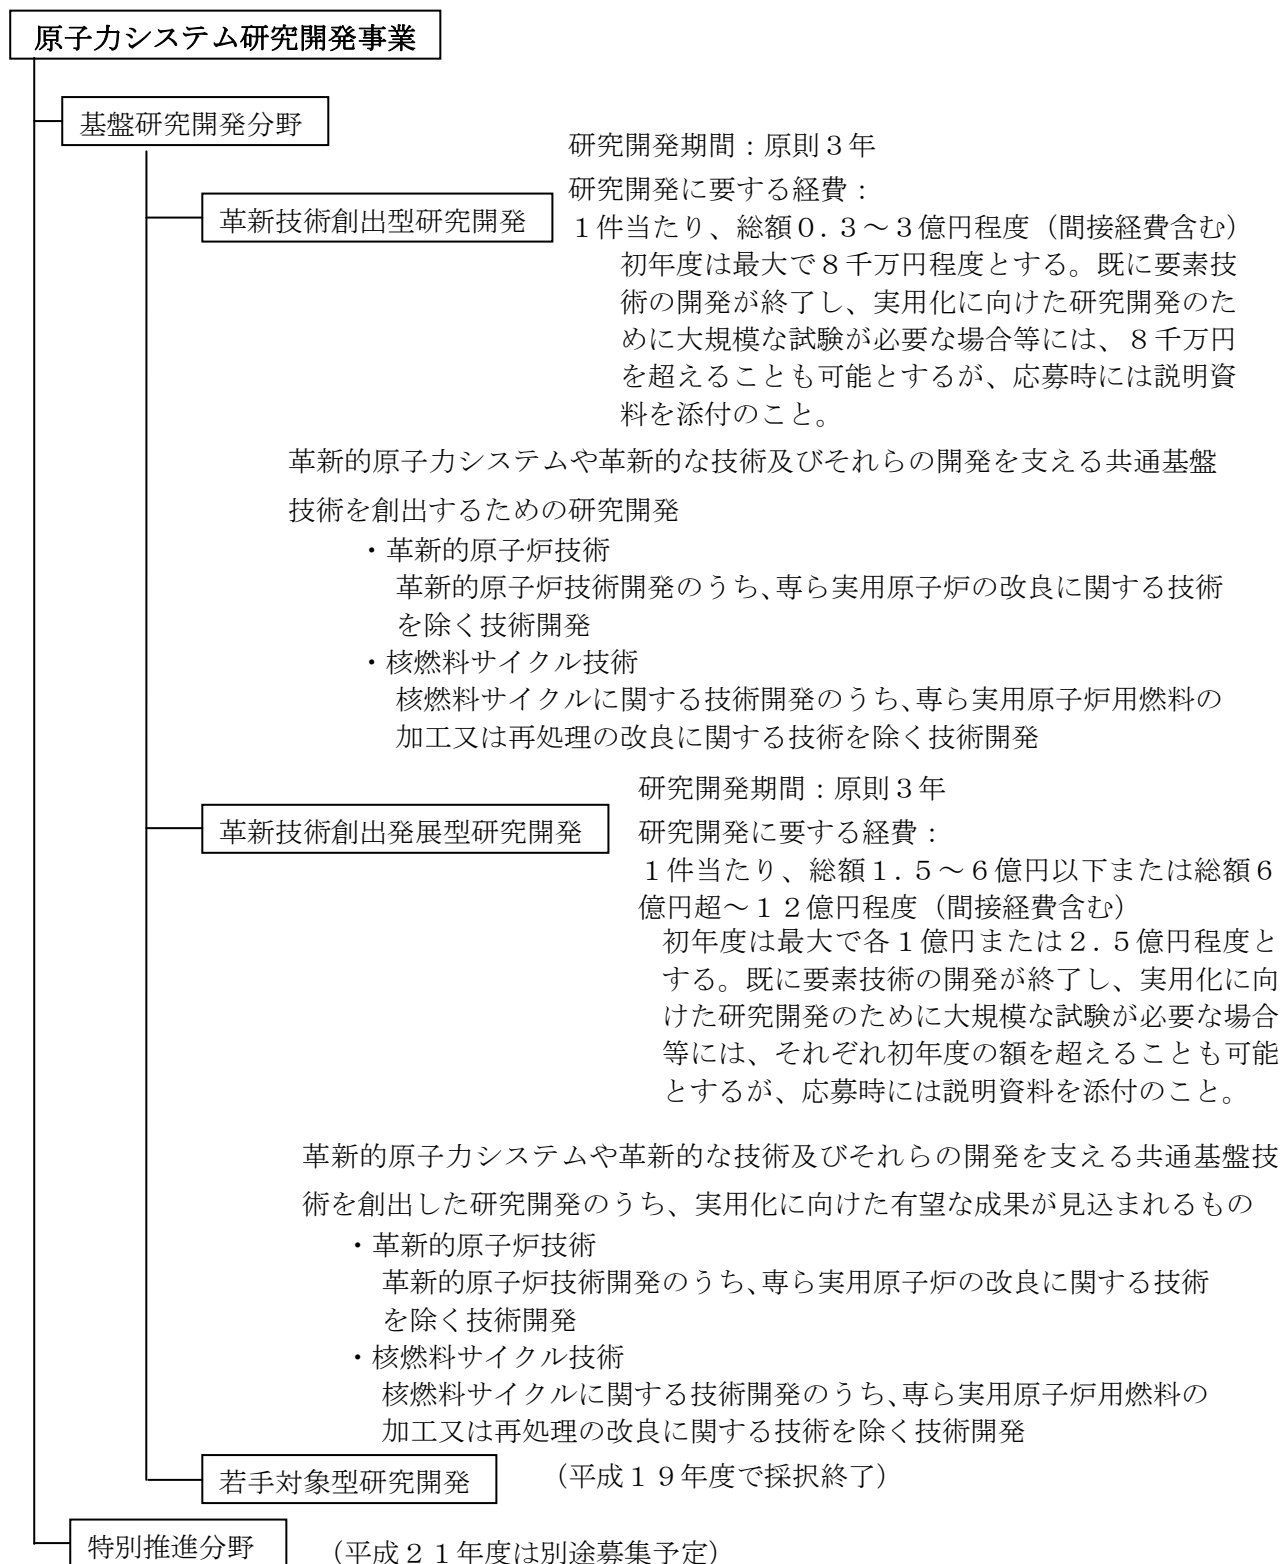 原子力システム研究開発事業
基盤研究開発分野
研究開発期間：原則３年
革新技術創出型研究開発
研究開発に要する経費：
１件当たり、総額０.３～３億円程度（間接経費含む）
初年度は最大で８千万円程度とする。既に要素技
術の開発が終了し、実用化に向けた研究開発のた
めに大規模な試験が必要な場合等には、８千万円
を超えることも可能とするが、応募時には説明資
料を添付のこと。
革新的原子力システムや革新的な技術及びそれらの開発を支える共通基盤
技術を創出するための研究開発
・革新的原子炉技術
革新的原子炉技術開発のうち、専ら実用原子炉の改良に関する技術
を除く技術開発
・核燃料サイクル技術
核燃料サイクルに関する技術開発のうち、専ら実用原子炉用燃料の
加工又は再処理の改良に関する技術を除く技術開発
研究開発期間：原則３年
革新技術創出発展型研究開発
研究開発に要する経費：
１件当たり、総額１.５～６億円以下または総額６
億円超～１２億円程度（間接経費含む）
初年度は最大で各１億円または２.５億円程度と
する。既に要素技術の開発が終了し、実用化に向
けた研究開発のために大規模な試験が必要な場合
等には、それぞれ初年度の額を超えることも可能
とするが、応募時には説明資料を添付のこと。
革新的原子力システムや革新的な技術及びそれらの開発を支える共通基盤技
術を創出した研究開発のうち、実用化に向けた有望な成果が見込まれるもの
・革新的原子炉技術
革新的原子炉技術開発のうち、専ら実用原子炉の改良に関する技術
を除く技術開発
・核燃料サイクル技術
核燃料サイクルに関する技術開発のうち、専ら実用原子炉用燃料の
加工又は再処理の改良に関する技術を除く技術開発
若手対象型研究開発　（平成１９年度で採択終了）
特別推進分野　（平成２１年度は別途募集予定）